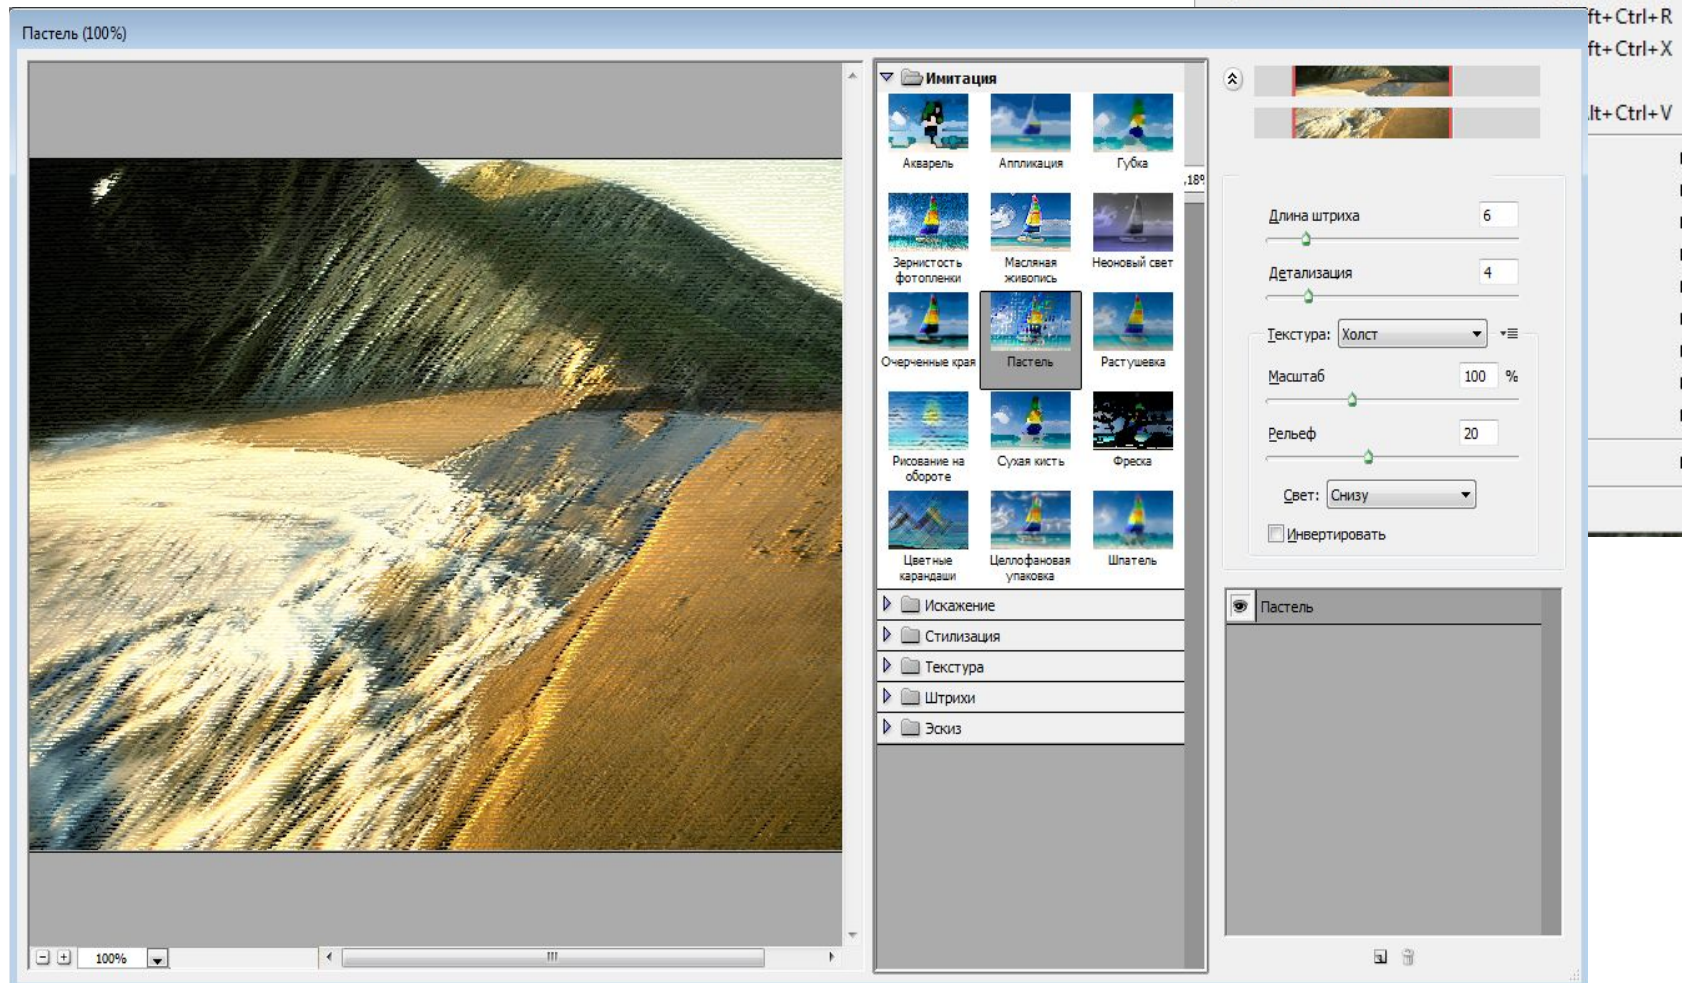 ft+Ctrl+R
ft+Ctrl+X
lt+Ctrl+V
Пастель (100%)
Имитация
Акварель
Аппликация
Губка
,18%
Зернистость
фотопленки
Масляная
живопись
Неоновый свет
Очерченные края
Пастель
Растушевка
Рисование на
обороте
Сухая кисть
Фреска
Цветные
карандаши
Целлофановая
упаковка
Шпатель
Искажение
Стилизация
Текстура
Штрихи
Эскиз
Длина штриха 6
Детализация 4
Текстура: Холст
Масштаб 100 %
Рельеф 20
Свет: Снизу
Инвертировать
Пастель
100%